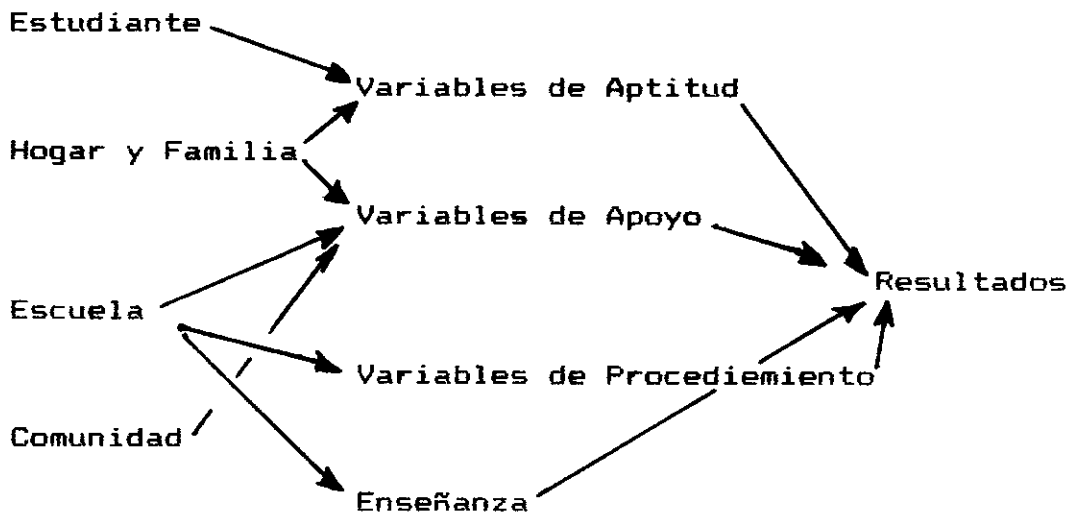 Estudiante
Variables de Aptitud
Hogar y Familia
Variables de Apoyo
Resultados
Escuela
Variables de Procediemiento
Comunidad
Enseñanza